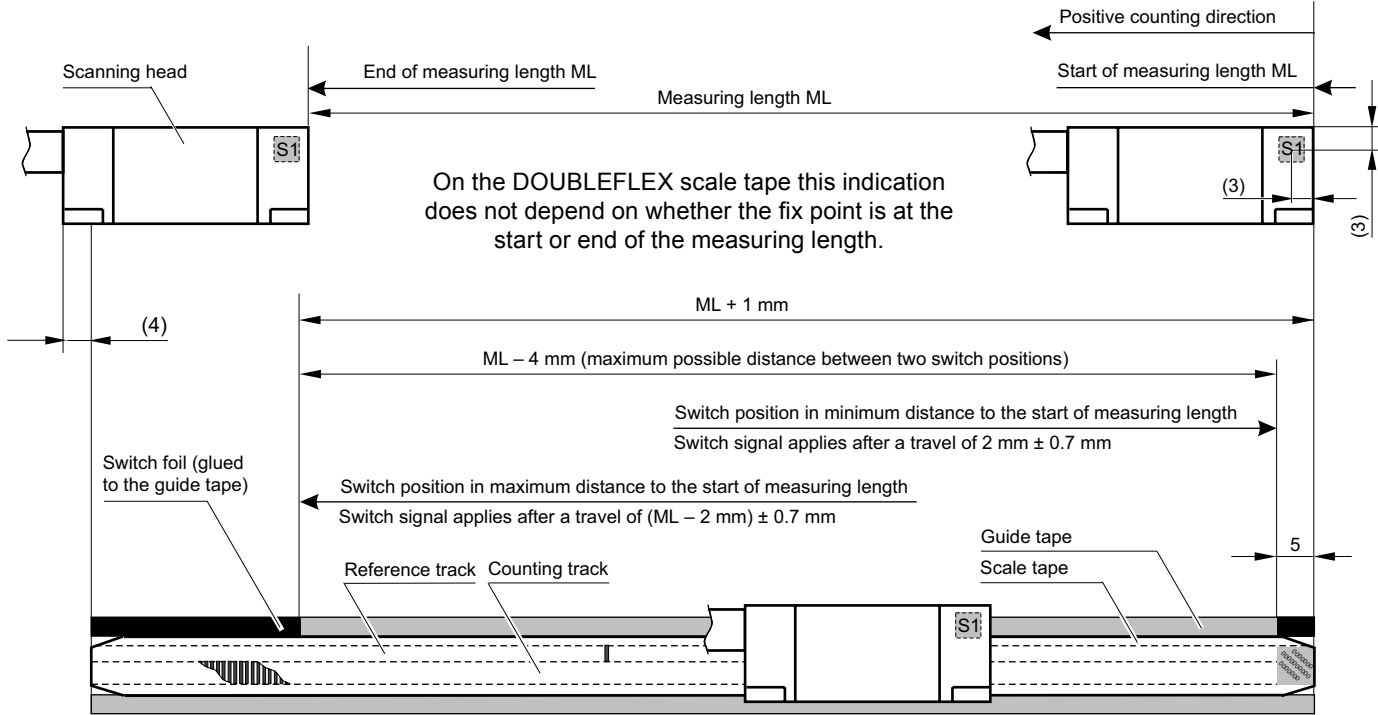 Positive counting direction
Scanning head
End of measuring length ML
Start of measuring length ML
Measuring length ML
S1
S1
On the DOUBLEFLEX scale tape this indication
does not depend on whether the fix point is at the
start or end of the measuring length.
(3)
(3)
(4)
ML + 1 mm
ML – 4 mm (maximum possible distance between two switch positions)
Switch position in minimum distance to the start of measuring length
Switch signal applies after a travel of 2 mm ± 0.7 mm
Switch foil (glued
to the guide tape)
Switch position in maximum distance to the start of measuring length
Switch signal applies after a travel of (ML – 2 mm) ± 0.7 mm
Guide tape
5
Reference track
Counting track
Scale tape
S1
0000000
0000000000
0000000